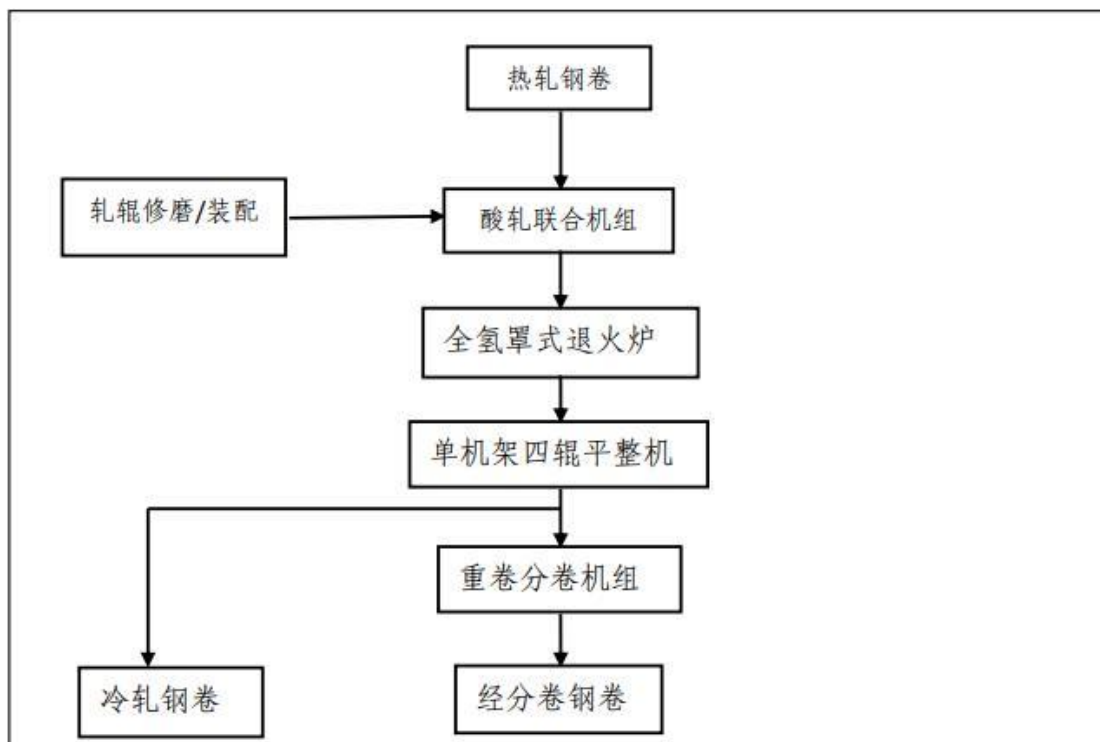 热轧钢卷
轧辊修磨/装配
酸轧联合机组
全氢罩式退火炉
单机架四辊平整机
重卷分卷机组
冷轧钢卷
经分卷钢卷